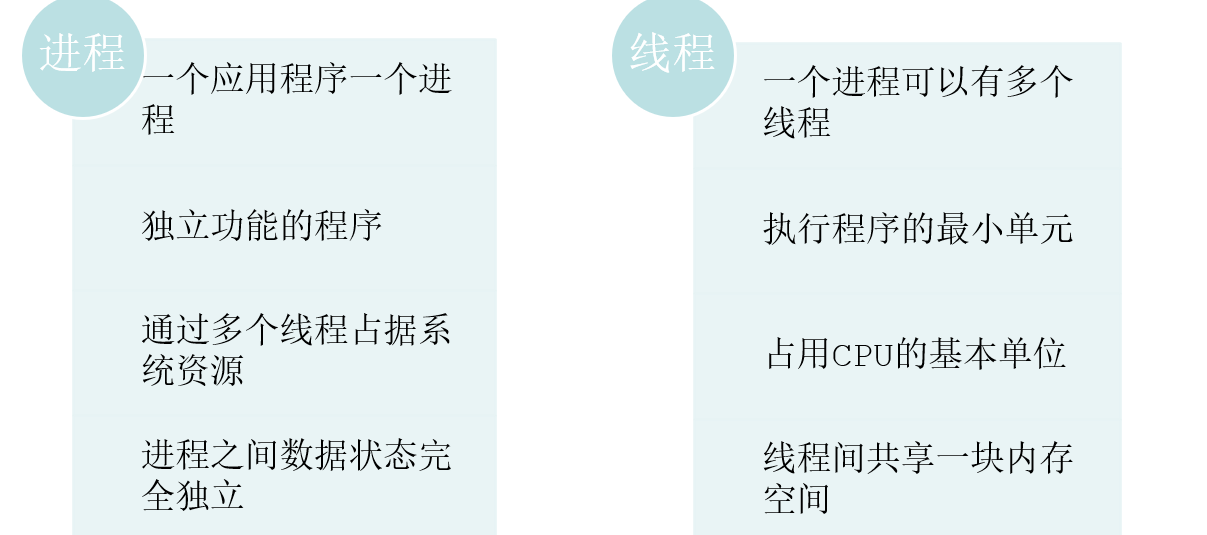 进程
一个应用程序一个进
程
独立功能的程序
通过多个线程占据系
统资源
进程之间数据状态完
全独立
线程
一个进程可以有多个
线程
执行程序的最小单元
占用CPU的基本单位
线程间共享一块内存
空间